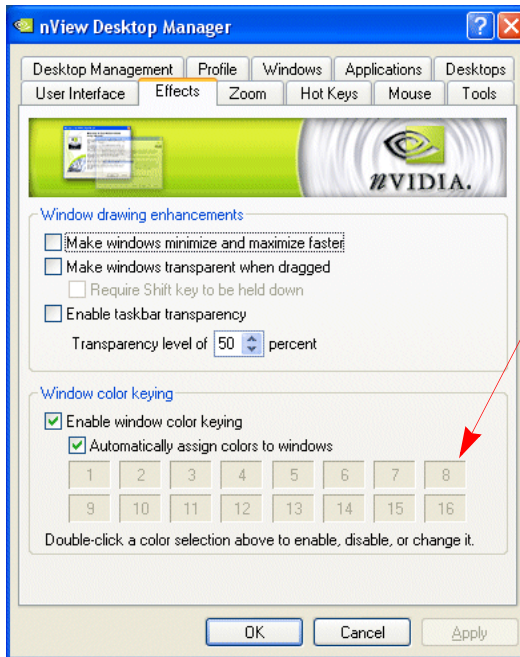 nView Desktop Manager
Desktop Management Profile Windows Applications Desktops
User Interface Effects Zoom Hot Keys Mouse Tools
nVIDIA.
Window drawing enhancements
Make windows minimize and maximize faster
Make windows transparent when dragged
Require Shift key to be held down
Enable taskbar transparency
Transparency level of 50 percent
Window color keying
Enable window color keying
Automatically assign colors to windows
1 2 3 4 5 6 7 8
9 10 11 12 13 14 15 16
Double-click a color selection above to enable, disable, or change it.
OK Cancel Apply